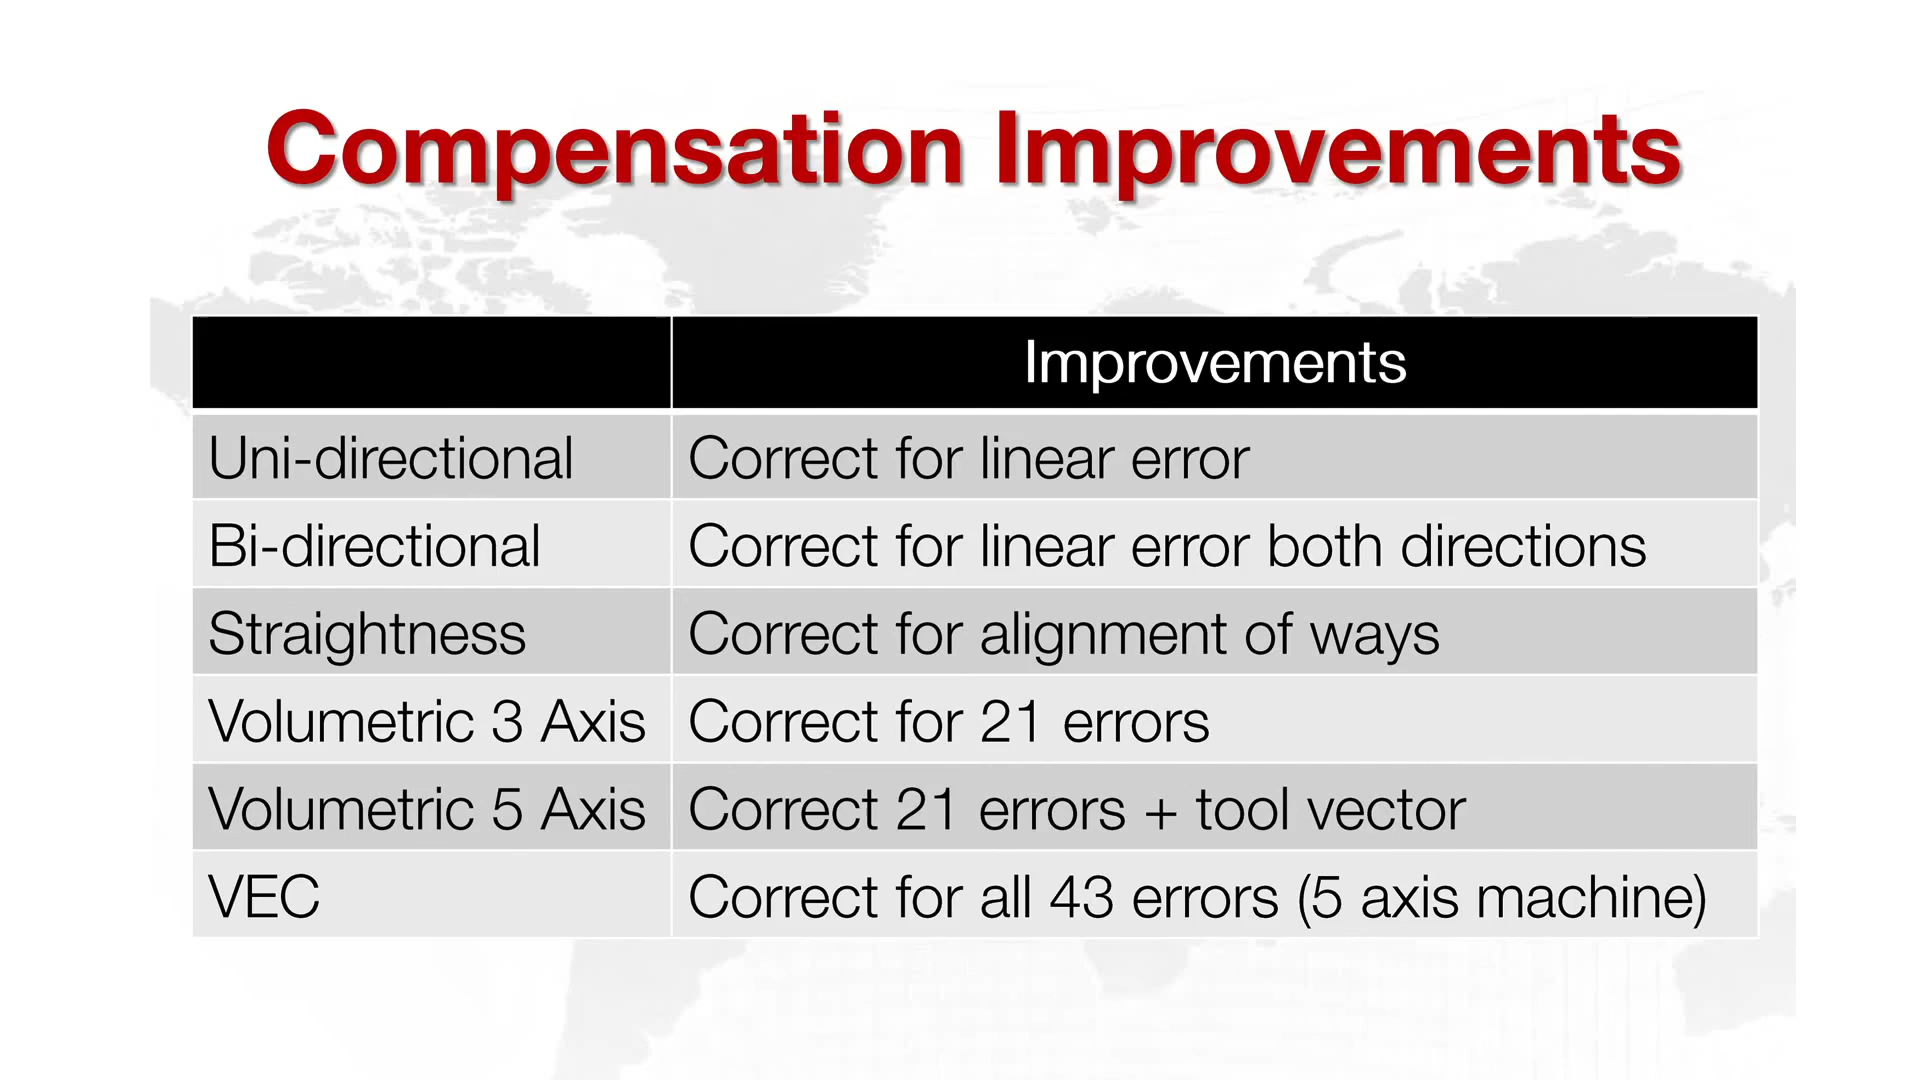 Compensation Improvements
Improvements
Uni-directional Correct for linear error
Bi-directional Correct for linear error both directions
Straightness Correct for alignment of ways
Volumetric 3 Axis Correct for 21 errors
Volumetric 5 Axis Correct 21 errors + tool vector
VEC Correct for all 43 errors (5 axis machine)